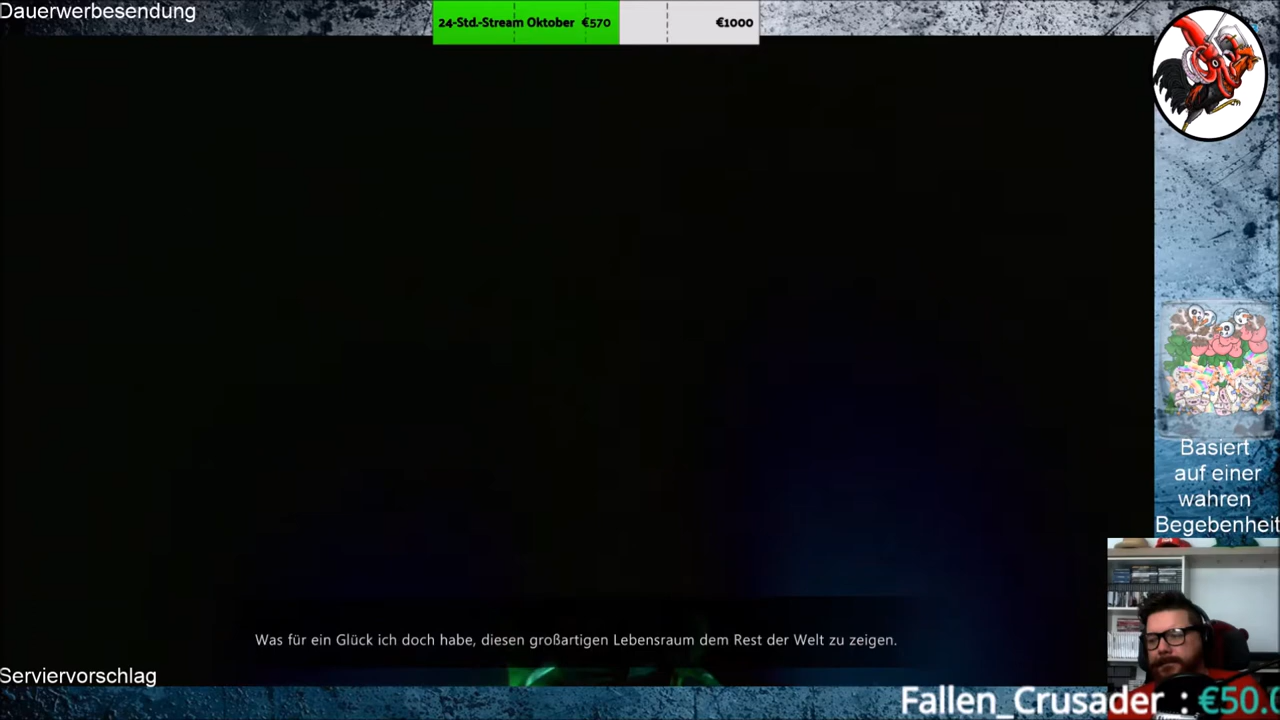 Dauerwerbesendung
24-Std.-Stream Oktober €570
€1000
Basiert
auf einer
wahren
Begebenheit
Was für ein Glück ich doch habe, diesen großartigen Lebensraum dem Rest der Welt zu zeigen.
Serviervorschlag
Fallen_Crusader : €50.0